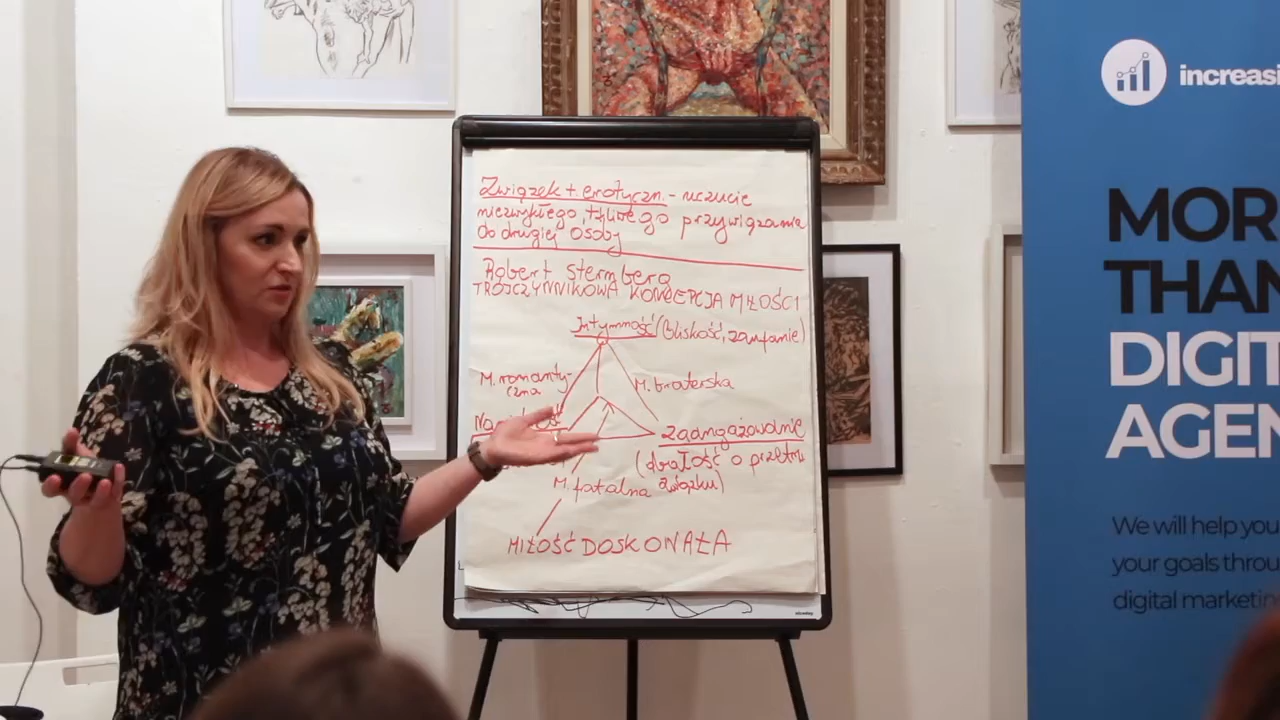 Związek + erotyczn. - uczucie
niezwykłego, tkliwego przywiązania
do drugiej osoby
Robert Sternberg
TRÓJCZYNNIKOWA KONCEPCJA MIŁOŚCI
Intymność (bliskość, zaufanie)
M. romanty-
czna
M. braterska
zaangażowanie
(dbałość o przetrw.
związku)
M. fatalna
MIŁOŚĆ DOSKONAŁA
increasi
MOR
THAN
DIGIT
AGEN
We will help you
your goals throu
digital marketin